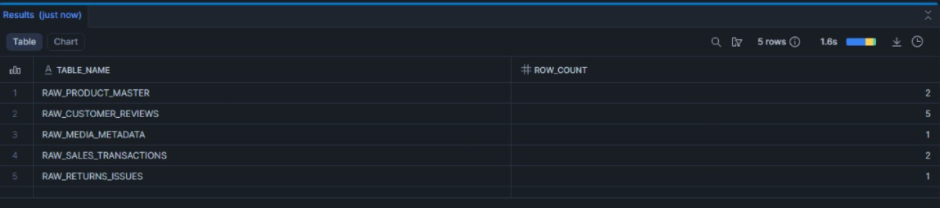 Results (just now)
Table Chart 5 rows 1.6s
TABLE_NAME ROW_COUNT
1 RAW_PRODUCT_MASTER 2
2 RAW_CUSTOMER_REVIEWS 5
3 RAW_MEDIA_METADATA 1
4 RAW_SALES_TRANSACTIONS 2
5 RAW_RETURNS_ISSUES 1